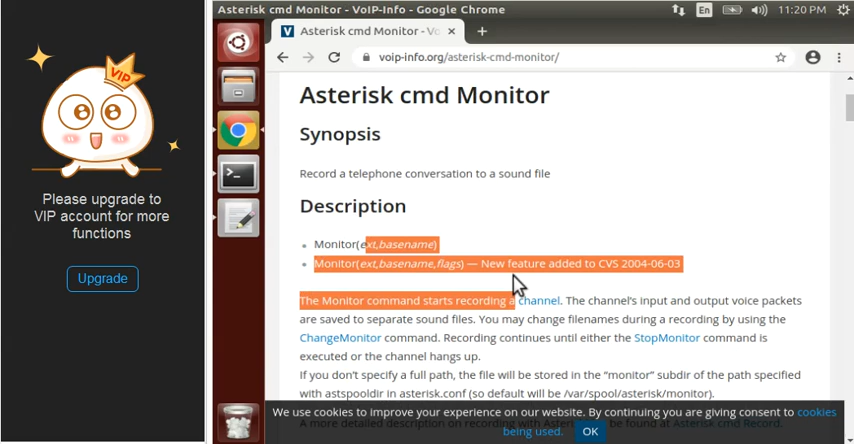 VIP
Please upgrade to
VIP account for more
functions
Upgrade
Asterisk cmd Monitor - VoIP-Info - Google Chrome
En
11:20 PM
Asterisk cmd Monitor - Vo
voip-info.org/asterisk-cmd-monitor/
Asterisk cmd Monitor
Synopsis
Record a telephone conversation to a sound file
Description
Monitor(ext,basename)
Monitor(ext,basename,flags) — New feature added to CVS 2004-06-03
The Monitor command starts recording a channel. The channel's input and output voice packets
are saved to separate sound files. You may change filenames during a recording by using the
ChangeMonitor command. Recording continues until either the StopMonitor command is
executed or the channel hangs up.
If you don't specify a full path, the file will be stored in the “monitor” subdir of the path specified
with astspooldir in asterisk.conf (so default will be /var/spool/asterisk/monitor).
We use cookies to improve your experience on our website. By continuing you are giving consent to cookies
being used. OK
A more detailed description on recording with Asteri be found at Asterisk cmd Record.